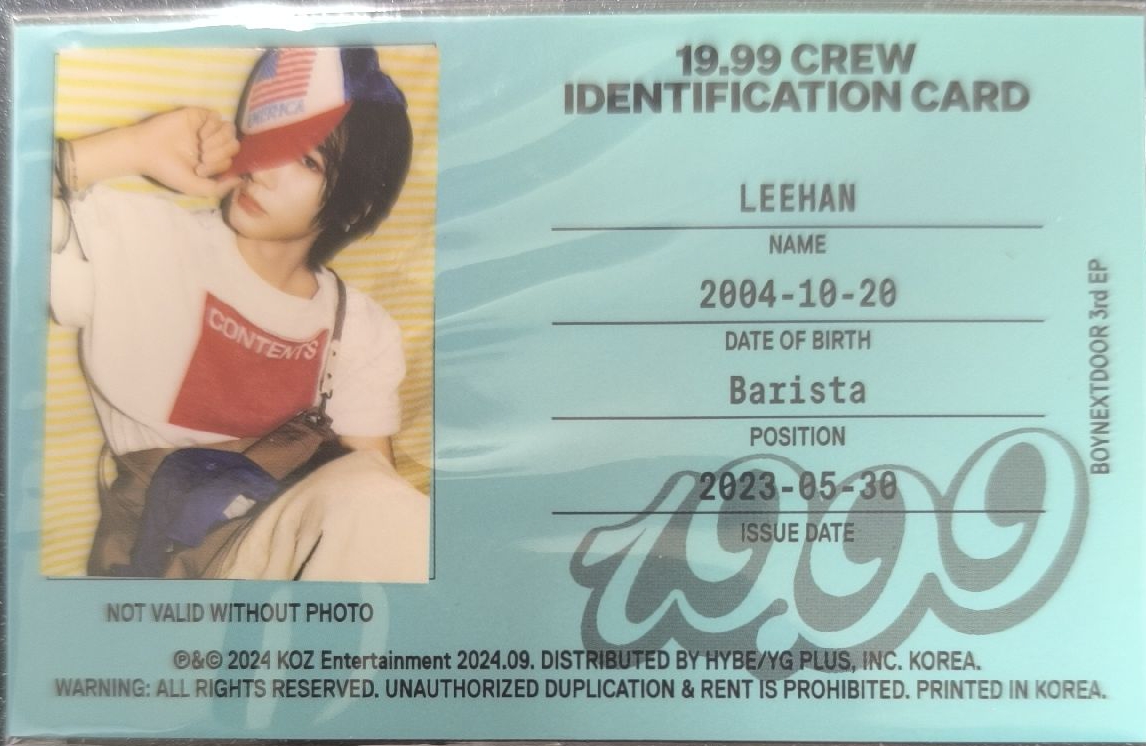 19.99 CREW
IDENTIFICATION CARD
LEEHAN
NAME
2004-10-20
DATE OF BIRTH
Barista
POSITION
2023-05-30
ISSUE DATE
19.99
BOYNEXTDOOR 3rd EP
CONTENTS
NOT VALID WITHOUT PHOTO
℗&© 2024 KOZ Entertainment 2024.09. DISTRIBUTED BY HYBE/YG PLUS, INC. KOREA.
WARNING: ALL RIGHTS RESERVED. UNAUTHORIZED DUPLICATION & RENT IS PROHIBITED. PRINTED IN KOREA.